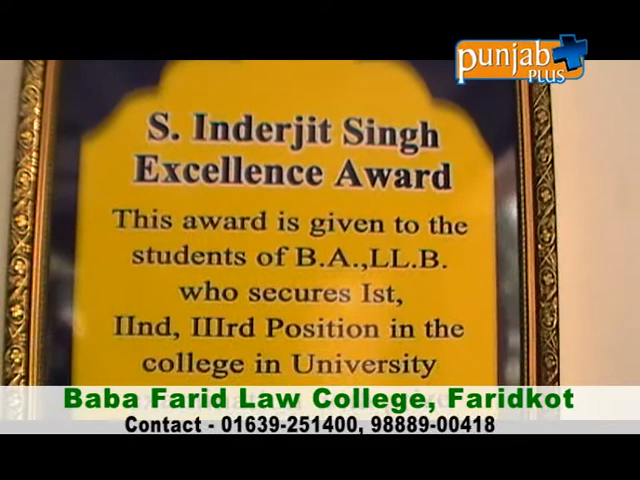 punjab
PLUS
S. Inderjit Singh
Excellence Award
This award is given to the
students of B.A.,LL.B.
who secures Ist,
IInd, IIIrd Position in the
college in University
Baba Farid Law College, Faridkot
Contact - 01639-251400, 98889-00418